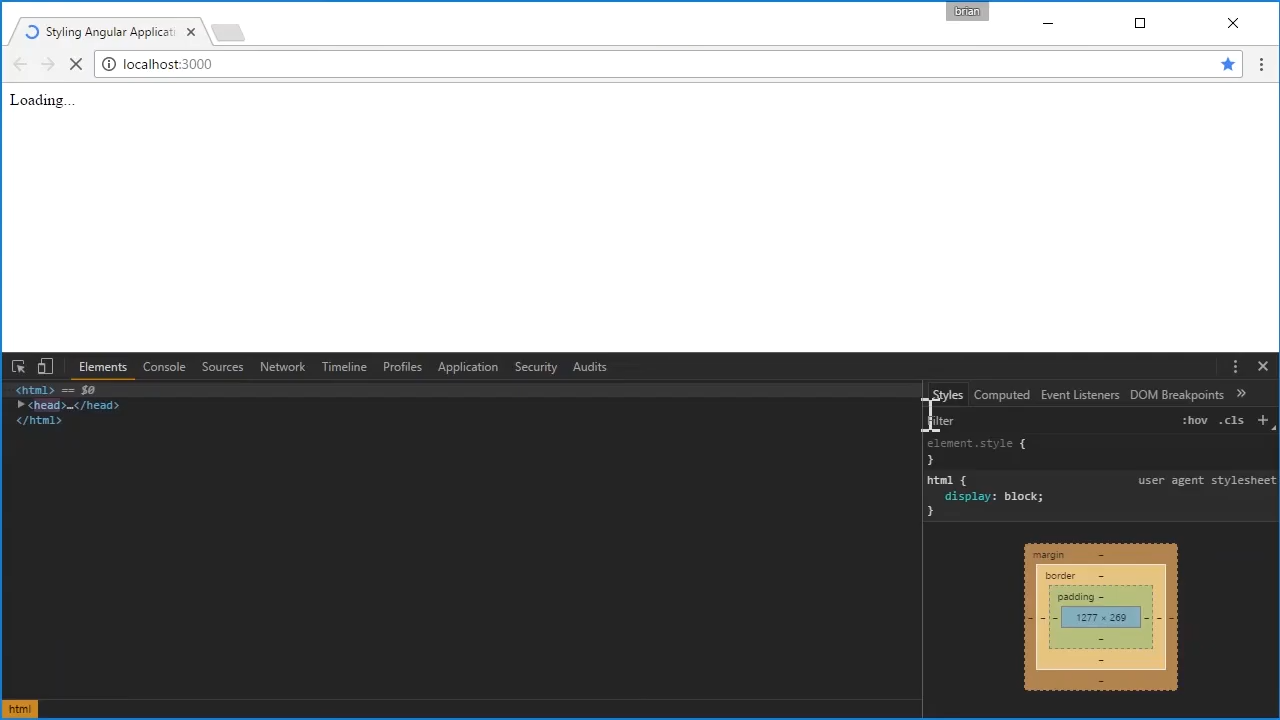 brian
Styling Angular Applicati
localhost:3000
Loading...
Elements Console Sources Network Timeline Profiles Application Security Audits
<html> == $0
<head>…</head>
</html>
html
Styles Computed Event Listeners DOM Breakpoints »
Filter :hov .cls +
element.style {
}
html { user agent stylesheet
display: block;
}
margin –
border –
padding –
– – – 1277 × 269 – – –
–
–
–